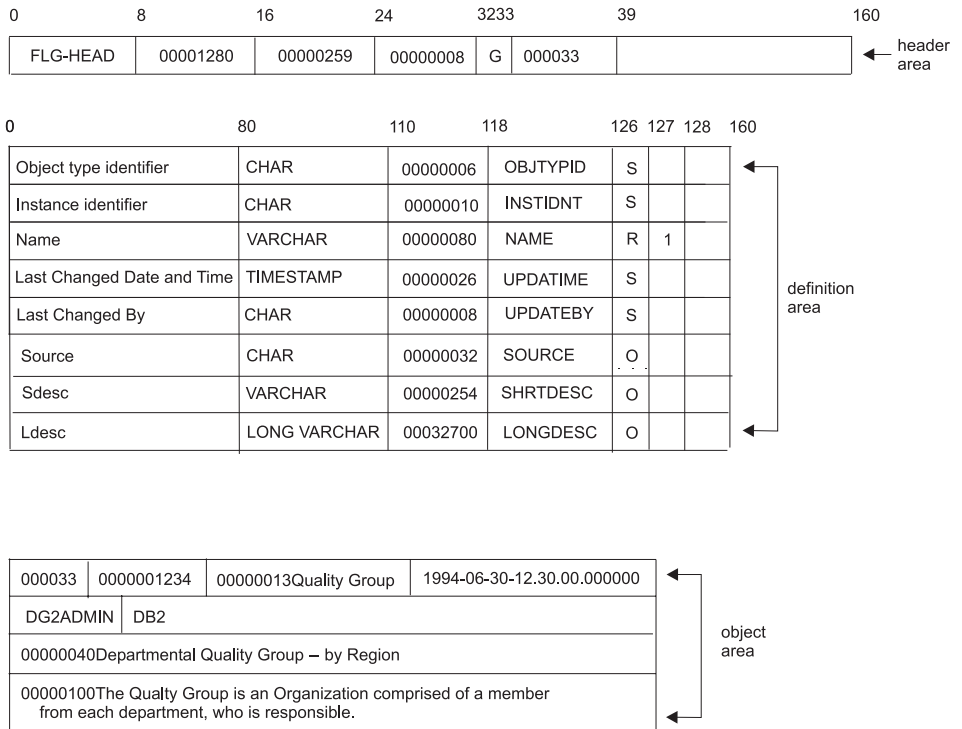 0 8 16 24 3233 39 160
FLG-HEAD 00001280 00000259 00000008 G 000033
header
area
0 80 110 118 126 127 128 160
Object type identifier CHAR 00000006 OBJTYPID S
Instance identifier CHAR 00000010 INSTIDNT S
Name VARCHAR 00000080 NAME R 1
Last Changed Date and Time TIMESTAMP 00000026 UPDATIME S
Last Changed By CHAR 00000008 UPDATEBY S
Source CHAR 00000032 SOURCE O
Sdesc VARCHAR 00000254 SHRTDESC O
Ldesc LONG VARCHAR 00032700 LONGDESC O
definition
area
000033 0000001234 00000013Quality Group 1994-06-30-12.30.00.000000
DG2ADMIN DB2
00000040Departmental Quality Group – by Region
00000100The Qualty Group is an Organization comprised of a member
from each department, who is responsible.
object
area